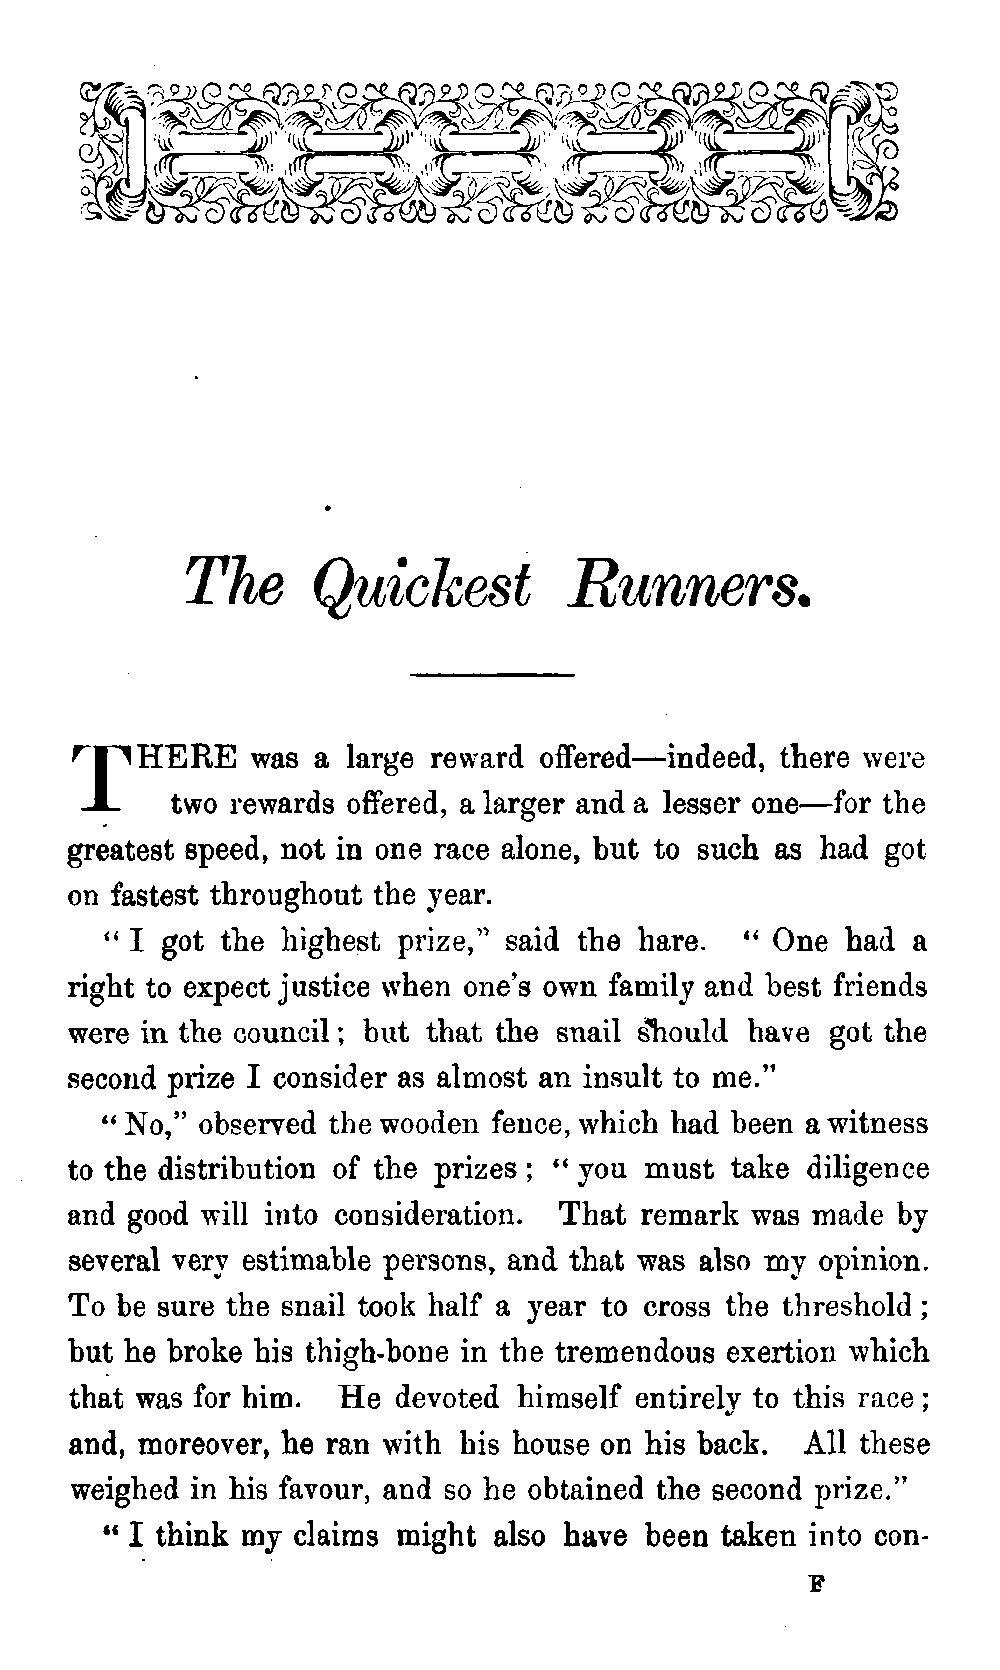 The Quickest Runners.
THERE was a large reward offered—indeed, there were
two rewards offered, a larger and a lesser one—for the
greatest speed, not in one race alone, but to such as had got
on fastest throughout the year.
“I got the highest prize,” said the hare. “One had a
right to expect justice when one's own family and best friends
were in the council; but that the snail should have got the
second prize I consider as almost an insult to me.”
“No,” observed the wooden fence, which had been a witness
to the distribution of the prizes; “you must take diligence
and good will into consideration. That remark was made by
several very estimable persons, and that was also my opinion.
To be sure the snail took half a year to cross the threshold;
but he broke his thigh-bone in the tremendous exertion which
that was for him. He devoted himself entirely to this race;
and, moreover, he ran with his house on his back. All these
weighed in his favour, and so he obtained the second prize.”
“I think my claims might also have been taken into con-
F